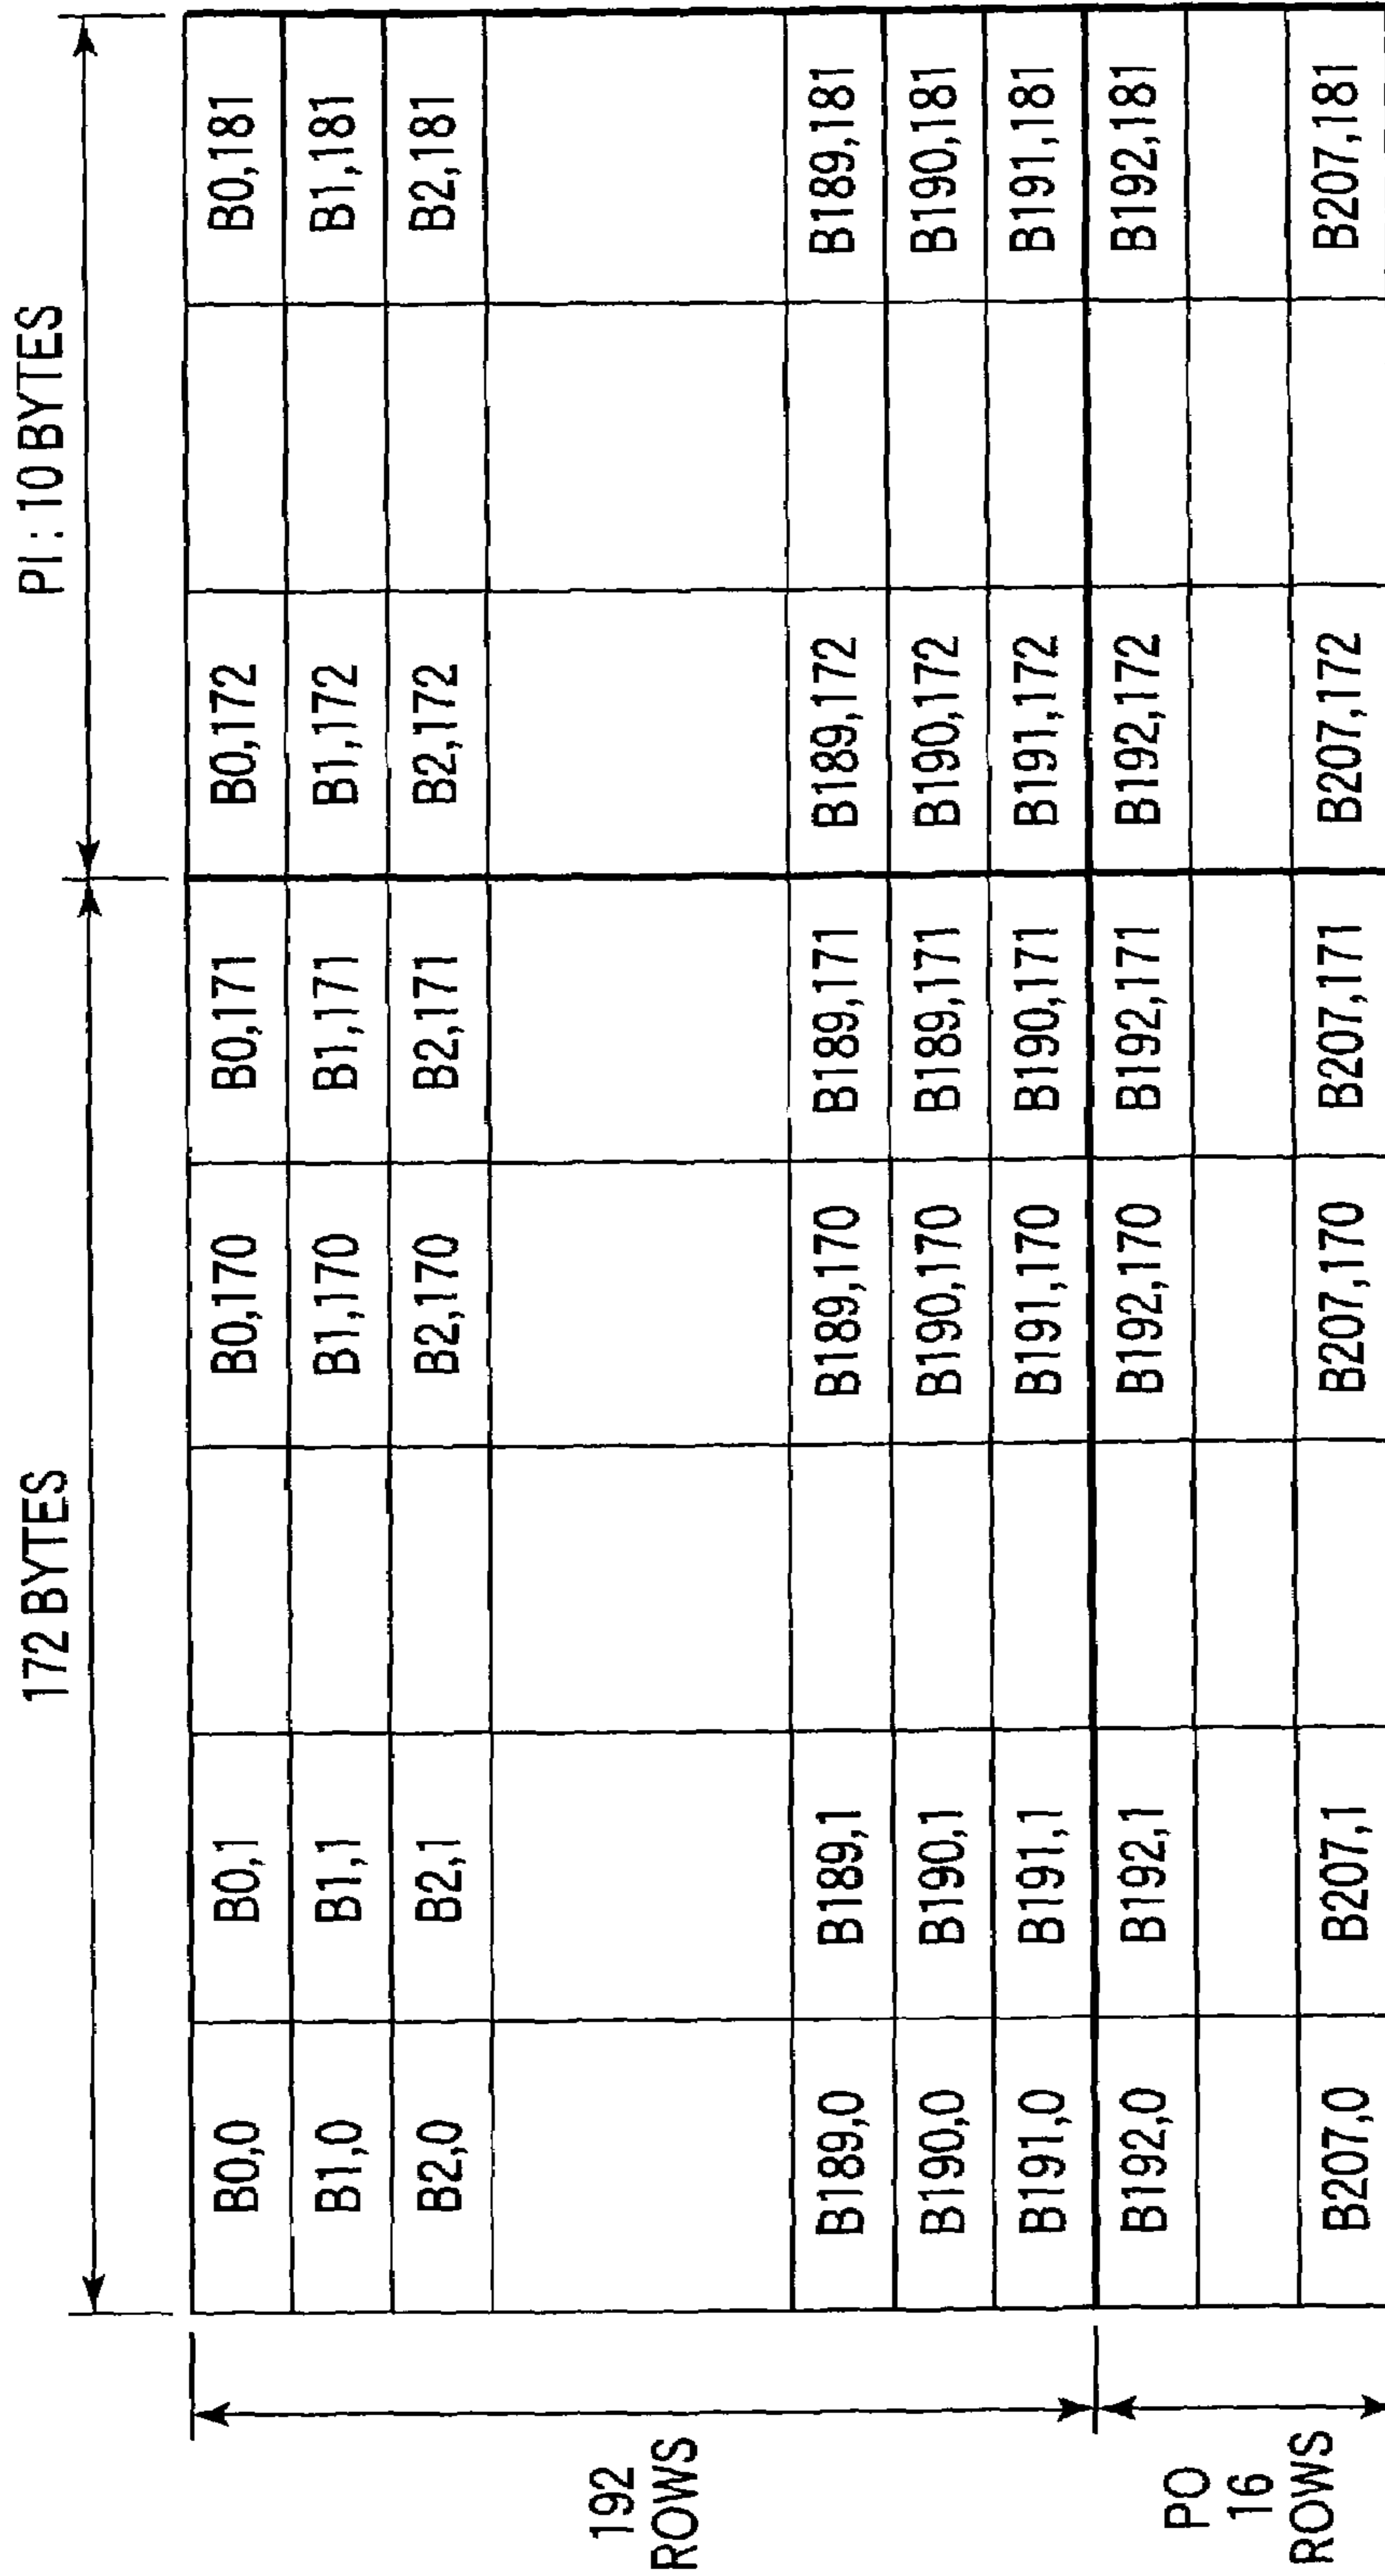 172 BYTES PI : 10 BYTES
B0,0 B0,1 B0,170 B0,171 B0,172 B0,181
B1,0 B1,1 B1,170 B1,171 B1,172 B1,181
B2,0 B2,1 B2,170 B2,171 B2,172 B2,181
192
ROWS
B189,0 B189,1 B189,170 B189,171 B189,172 B189,181
B190,0 B190,1 B190,170 B189,171 B190,172 B190,181
B191,0 B191,1 B191,170 B190,171 B191,172 B191,181
B192,0 B192,1 B192,170 B192,171 B192,172 B192,181
PO
16
ROWS
B207,0 B207,1 B207,170 B207,171 B207,172 B207,181